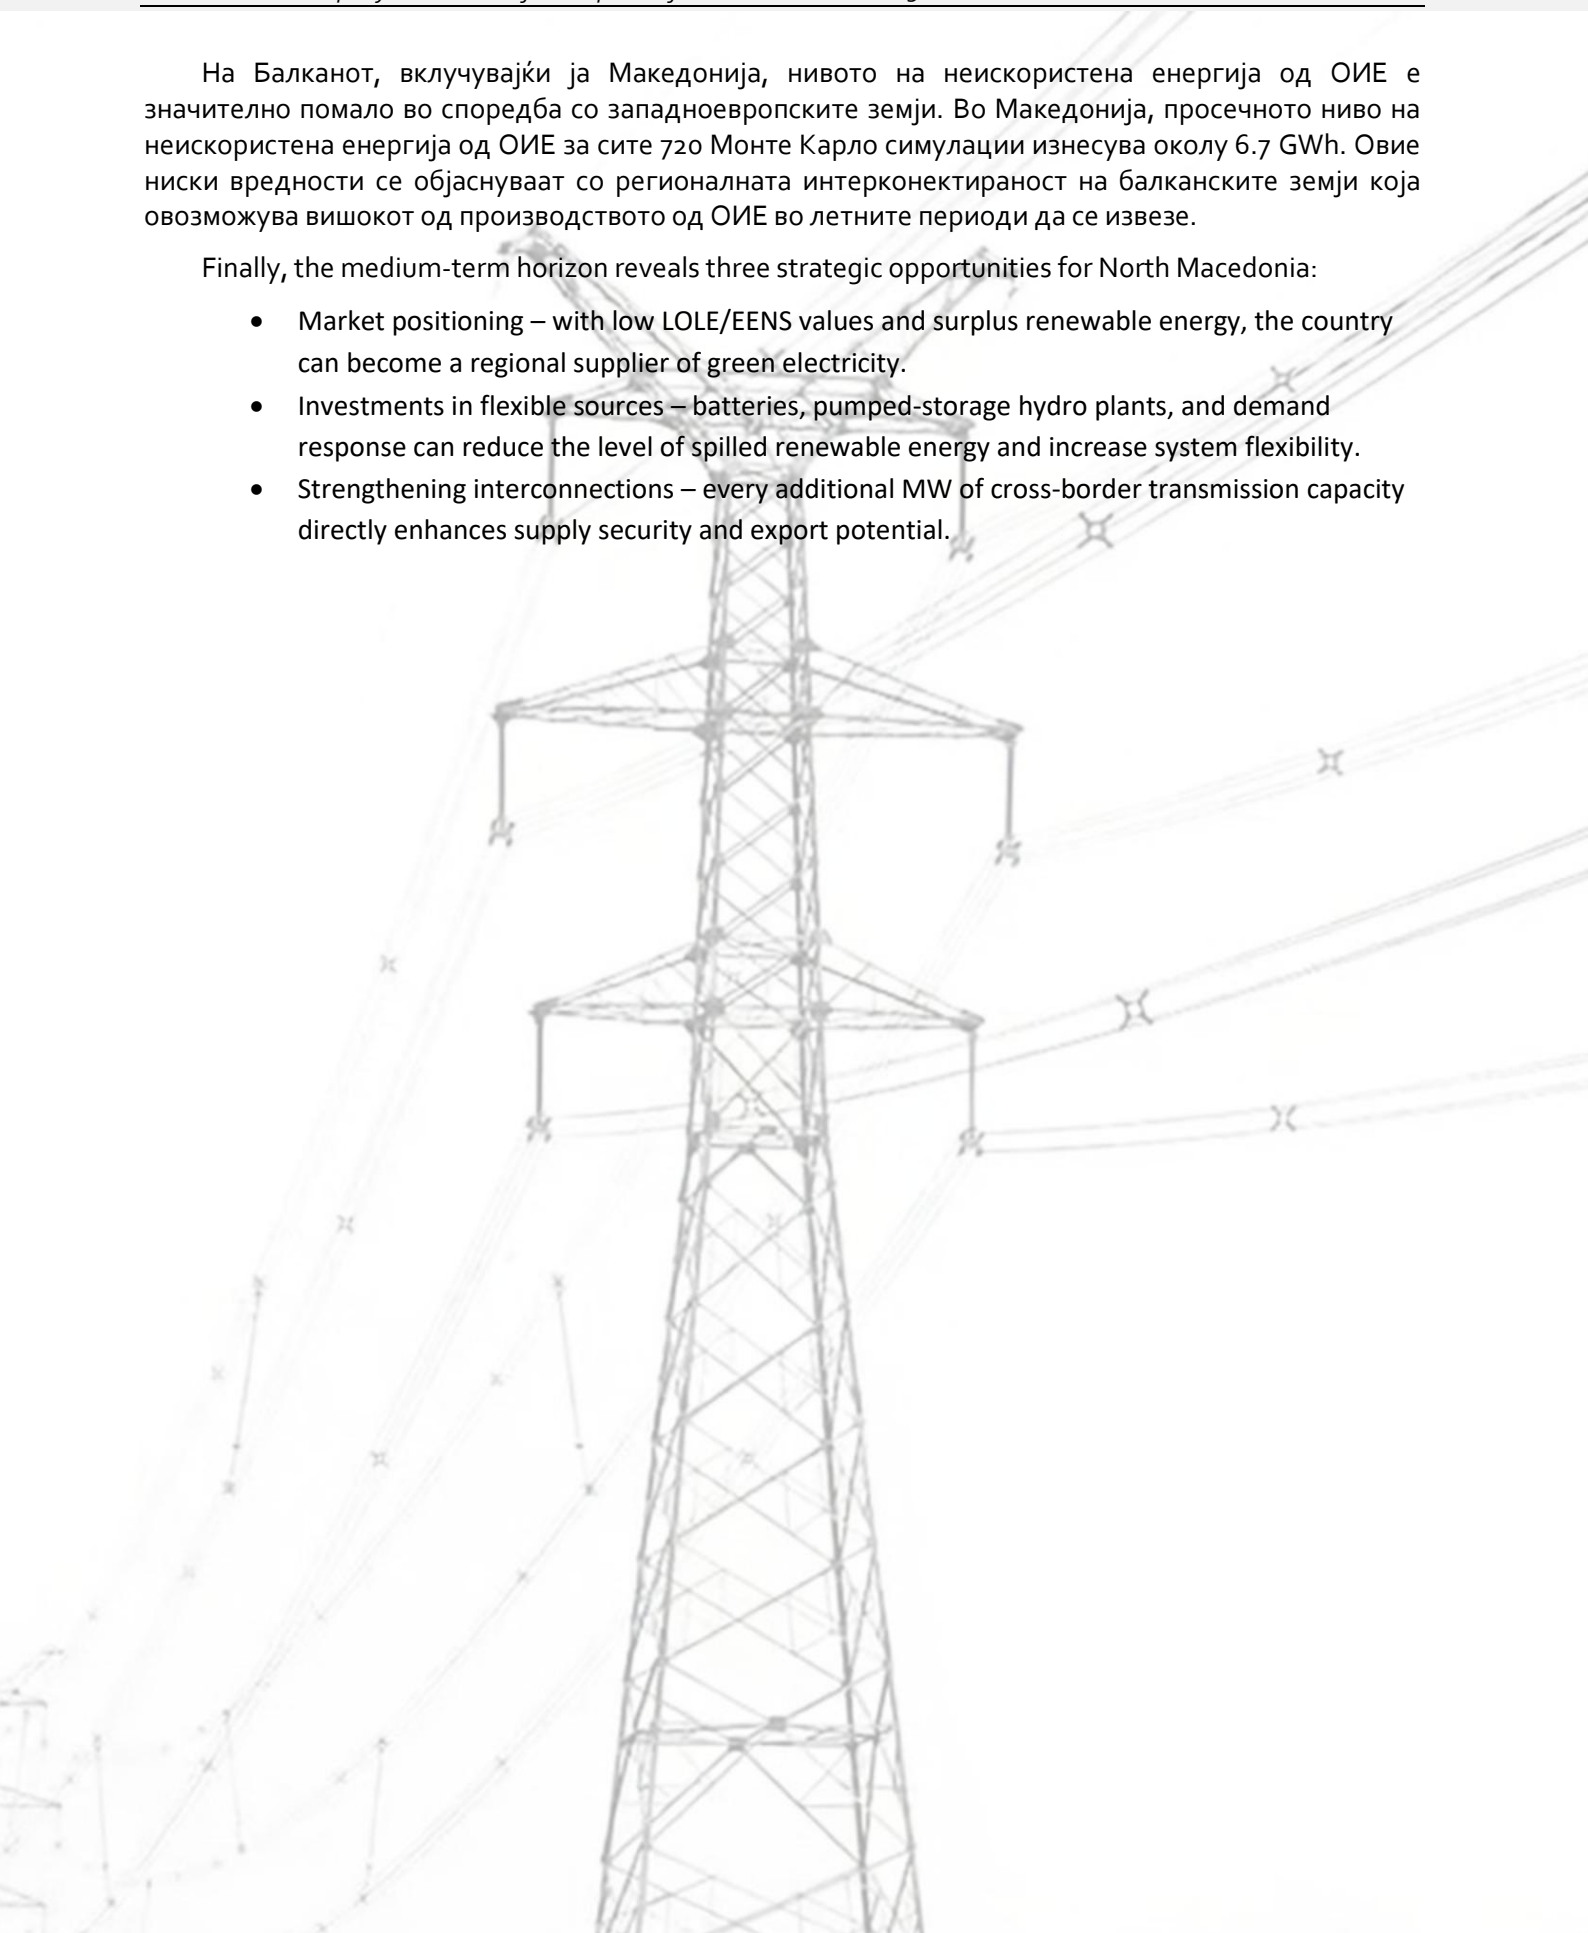 На Балканот, вклучувајќи ја Македонија, нивото на неискористена енергија од ОИЕ е
значително помало во споредба со западноевропските земји. Во Македонија, просечното ниво на
неискористена енергија од ОИЕ за сите 720 Монте Карло симулации изнесува околу 6.7 GWh. Овие
ниски вредности се објаснуваат со регионалната интерконектираност на балканските земји која
овозможува вишокот од производството од ОИЕ во летните периоди да се извезе.
Finally, the medium-term horizon reveals three strategic opportunities for North Macedonia:
• Market positioning – with low LOLE/EENS values and surplus renewable energy, the country
can become a regional supplier of green electricity.
• Investments in flexible sources – batteries, pumped-storage hydro plants, and demand
response can reduce the level of spilled renewable energy and increase system flexibility.
• Strengthening interconnections – every additional MW of cross-border transmission capacity
directly enhances supply security and export potential.